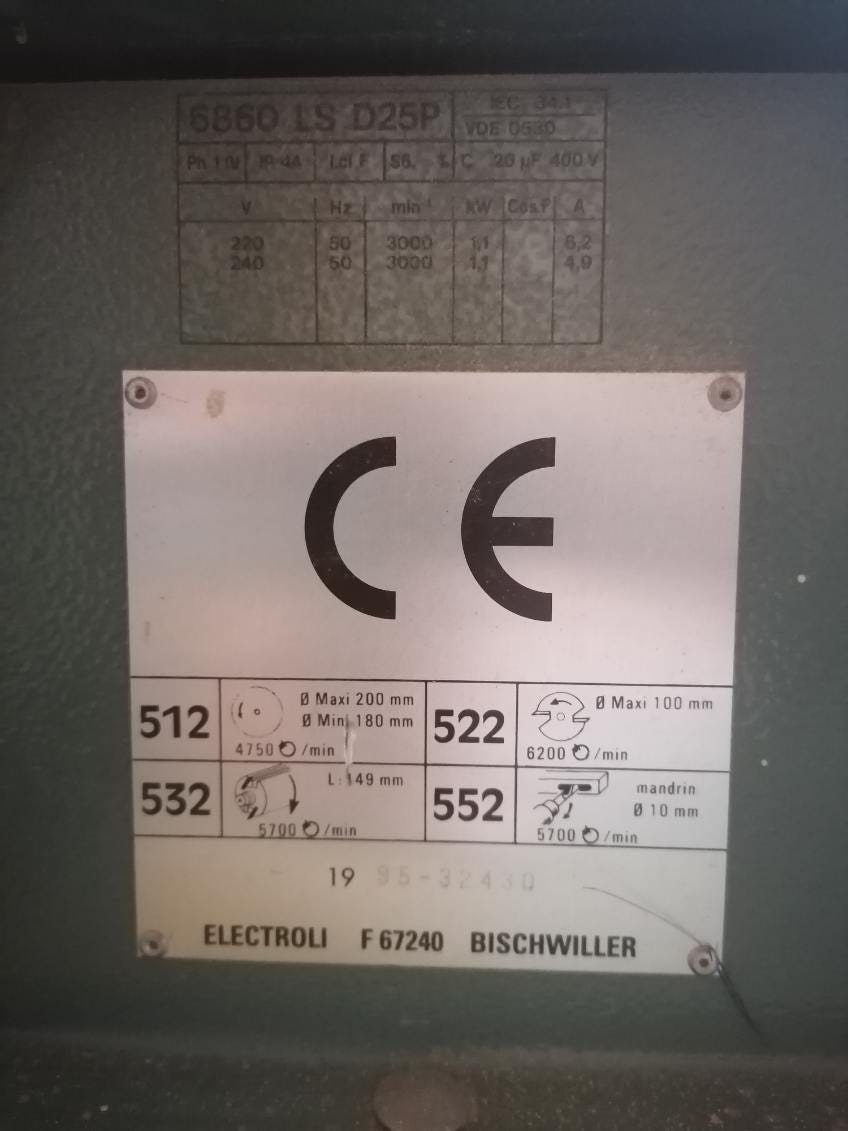 6860 LS D25P
IEC 34.1
VDE 0530
Ph 1 IP 44 Lcl F S6. % C 20 µF 400 V
V Hz min⁻¹ kW Cos φ A
220 50 3000 1,1 6,2
240 50 3000 1,1 4,9
CE
512 Ø Maxi 200 mm
Ø Mini 180 mm
4750 /min
522 Ø Maxi 100 mm
6200 /min
532 L : 149 mm
5700 /min
552 mandrin
Ø 10 mm
5700 /min
19 95-32430
ELECTROLI F 67240 BISCHWILLER